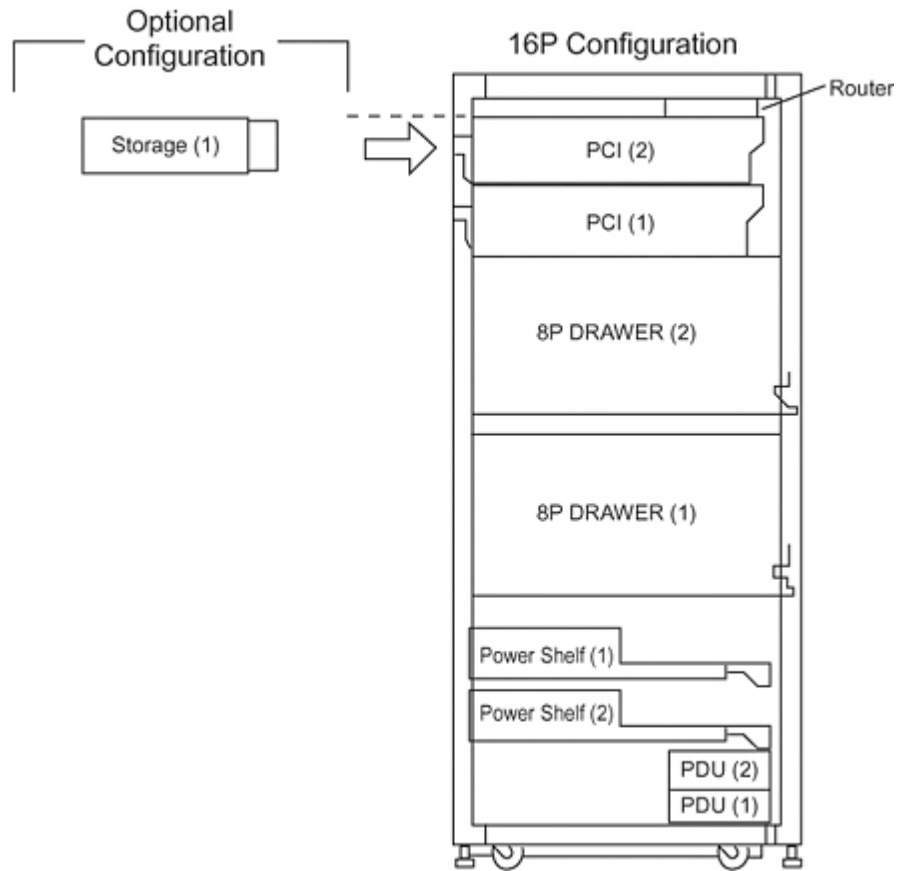 Optional
Configuration
16P Configuration
Router
Storage (1)
PCI (2)
PCI (1)
8P DRAWER (2)
8P DRAWER (1)
Power Shelf (1)
Power Shelf (2)
PDU (2)
PDU (1)